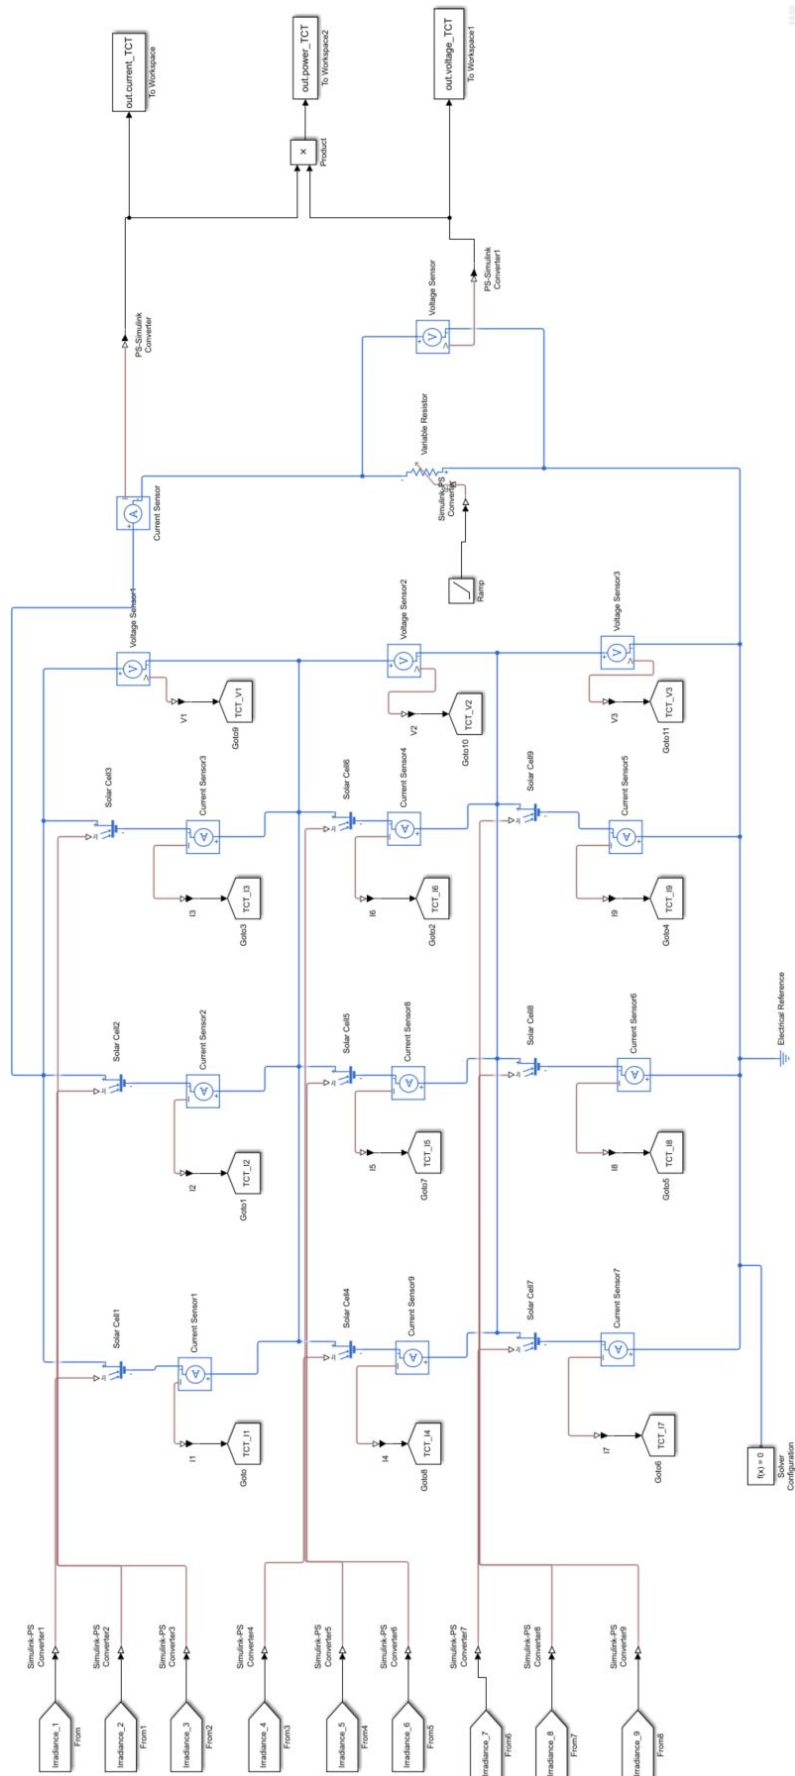 Irradiance_1
From
Simulink-PS
Converter1
Irradiance_2
From1
Simulink-PS
Converter2
Irradiance_3
From2
Simulink-PS
Converter3
Irradiance_4
From3
Simulink-PS
Converter4
Irradiance_5
From4
Simulink-PS
Converter5
Irradiance_6
From5
Simulink-PS
Converter6
Irradiance_7
From6
Simulink-PS
Converter7
Irradiance_8
From7
Simulink-PS
Converter8
Irradiance_9
From8
Simulink-PS
Converter9
f(x) = 0
Solver
Configuration
Solar Cell1
Current Sensor1
I1
TCT_I1
Goto
Solar Cell2
Current Sensor2
I2
TCT_I2
Goto1
Solar Cell3
Current Sensor3
I3
TCT_I3
Goto3
Voltage Sensor1
V1
TCT_V1
Goto9
Solar Cell4
Current Sensor9
I4
TCT_I4
Goto8
Solar Cell5
Current Sensor8
I5
TCT_I5
Goto7
Solar Cell6
Current Sensor4
I6
TCT_I6
Goto2
Voltage Sensor2
V2
TCT_V2
Goto10
Solar Cell7
Current Sensor7
I7
TCT_I7
Goto6
Solar Cell8
Current Sensor6
I8
TCT_I8
Goto5
Solar Cell9
Current Sensor5
I9
TCT_I9
Goto4
Voltage Sensor3
V3
TCT_V3
Goto11
Electrical Reference
Current Sensor
Ramp
Simulink-PS
Converter
Variable Resistor
Voltage Sensor
PS-Simulink
Converter
PS-Simulink
Converter1
×
Product
out.current_TCT
To Workspace
out.power_TCT
To Workspace2
out.voltage_TCT
To Workspace1